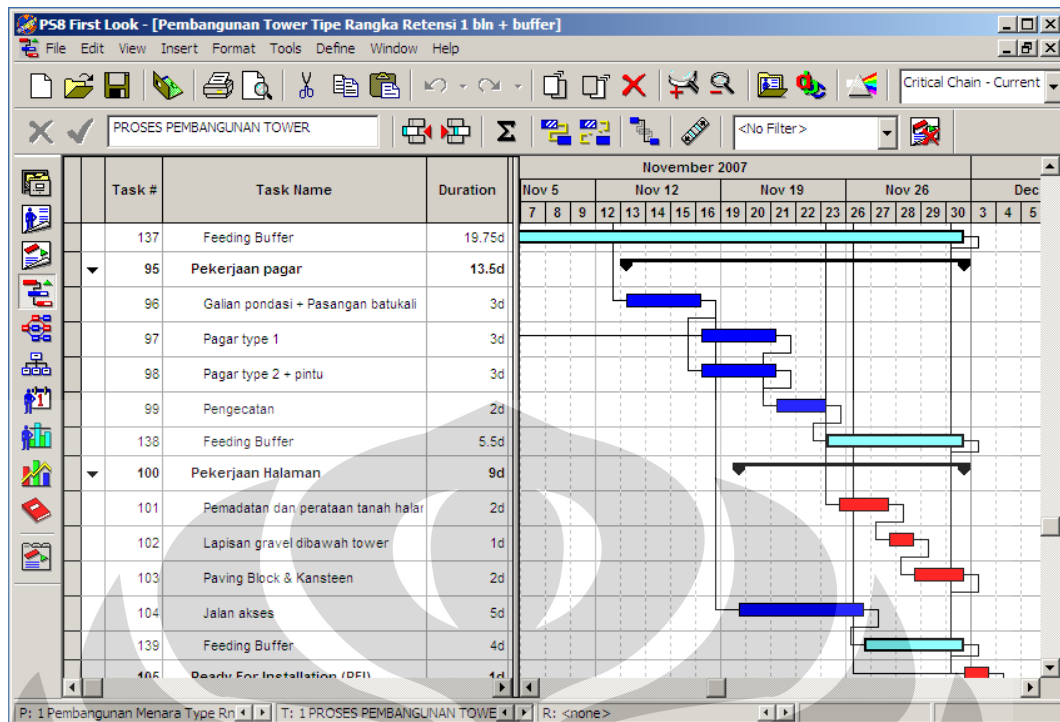 PS8 First Look - [Pembangunan Tower Tipe Rangka Retensi 1 bln + buffer]
File Edit View Insert Format Tools Define Window Help
Critical Chain - Current
PROSES PEMBANGUNAN TOWER
Σ
<No Filter>
November 2007
Task # Task Name Duration
Nov 5 Nov 12 Nov 19 Nov 26 Dec
7 8 9 12 13 14 15 16 19 20 21 22 23 26 27 28 29 30 3 4 5
137 Feeding Buffer 19.75d
95 Pekerjaan pagar 13.5d
96 Galian pondasi + Pasangan batukali 3d
97 Pagar type 1 3d
98 Pagar type 2 + pintu 3d
99 Pengecatan 2d
138 Feeding Buffer 5.5d
100 Pekerjaan Halaman 9d
101 Pemadatan dan perataan tanah halar 2d
102 Lapisan gravel dibawah tower 1d
103 Paving Block & Kansteen 2d
104 Jalan akses 5d
139 Feeding Buffer 4d
105 Ready For Installation (RFI) 1d
P: 1 Pembangunan Menara Type Rn T: 1 PROSES PEMBANGUNAN TOWE R: <none>